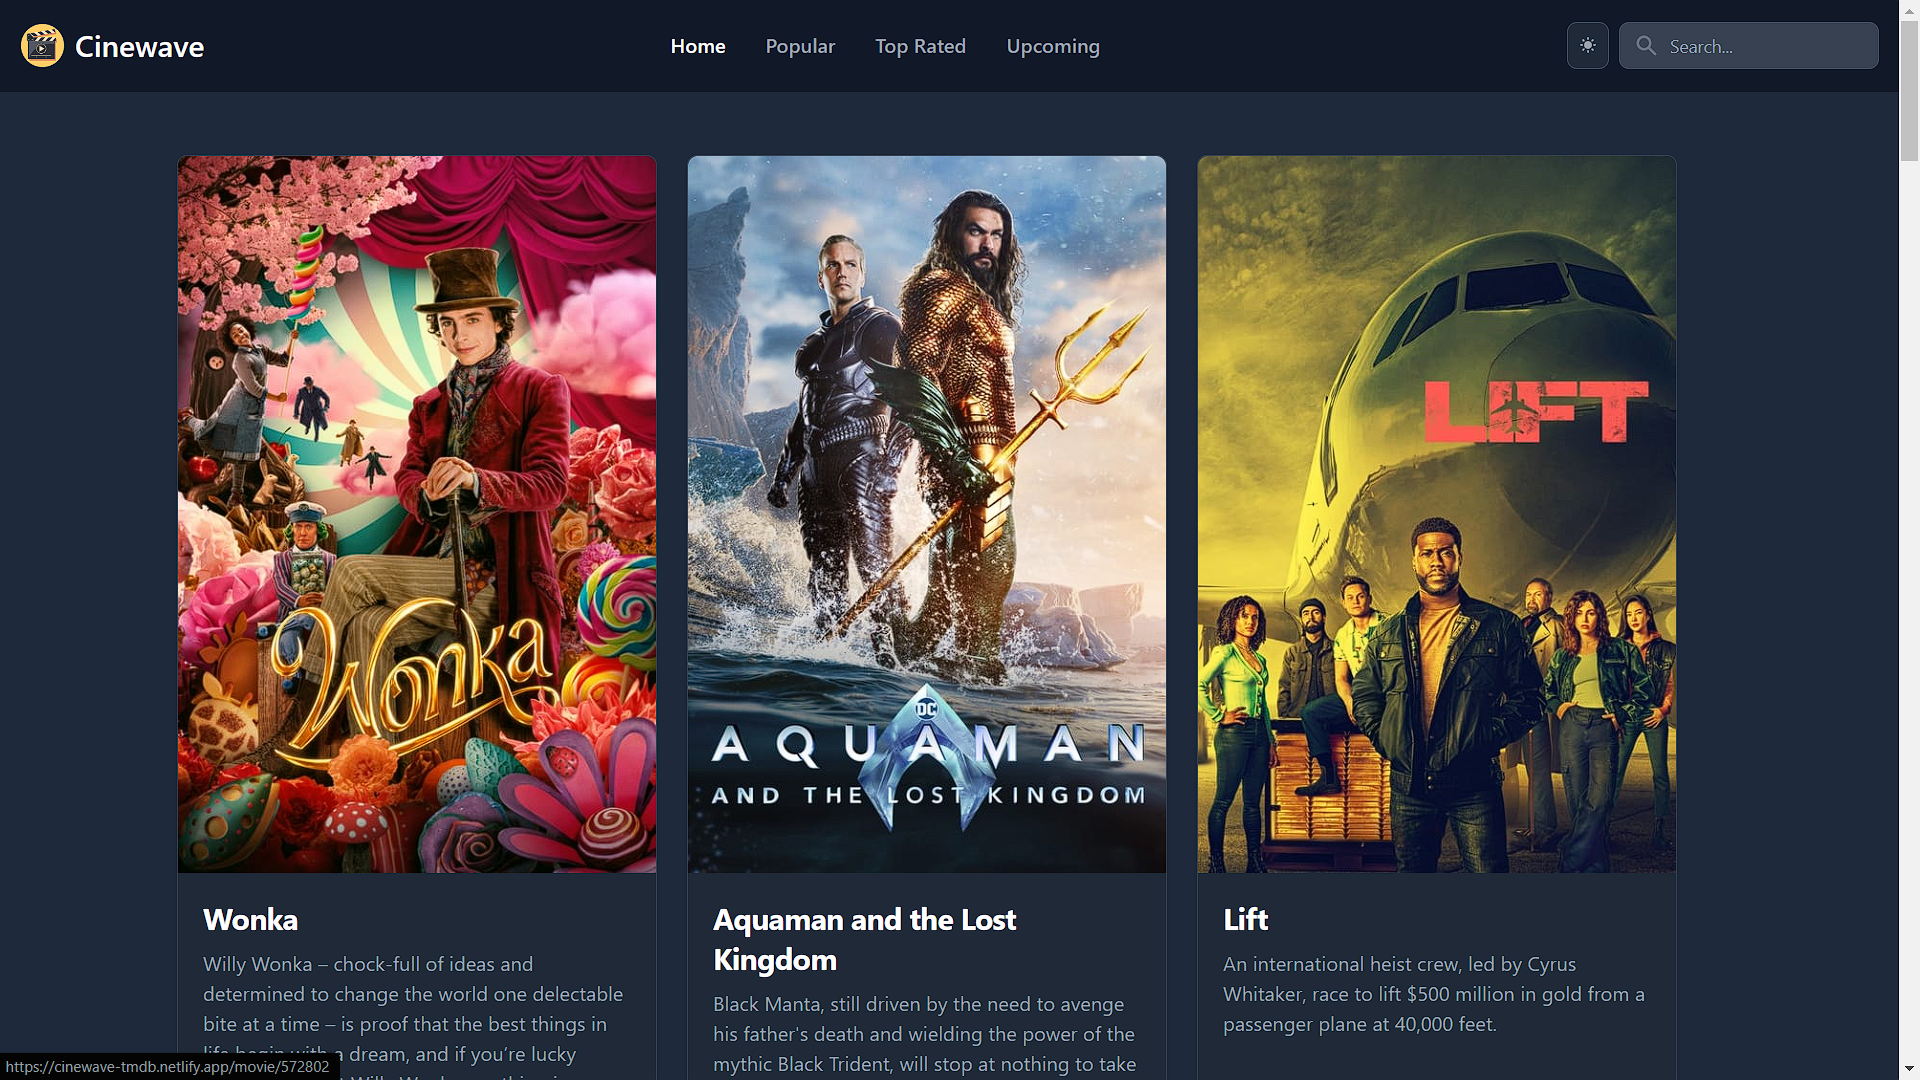 Cinewave
Home
Popular
Top Rated
Upcoming
Search...
Wonka
DC
AQUAMAN
AND THE LOST KINGDOM
LIFT
Wonka
Willy Wonka – chock-full of ideas and
determined to change the world one delectable
bite at a time – is proof that the best things in
life begin with a dream, and if you’re lucky
Aquaman and the Lost
Kingdom
Black Manta, still driven by the need to avenge
his father's death and wielding the power of the
mythic Black Trident, will stop at nothing to take
Lift
An international heist crew, led by Cyrus
Whitaker, race to lift $500 million in gold from a
passenger plane at 40,000 feet.
https://cinewave-tmdb.netlify.app/movie/572802